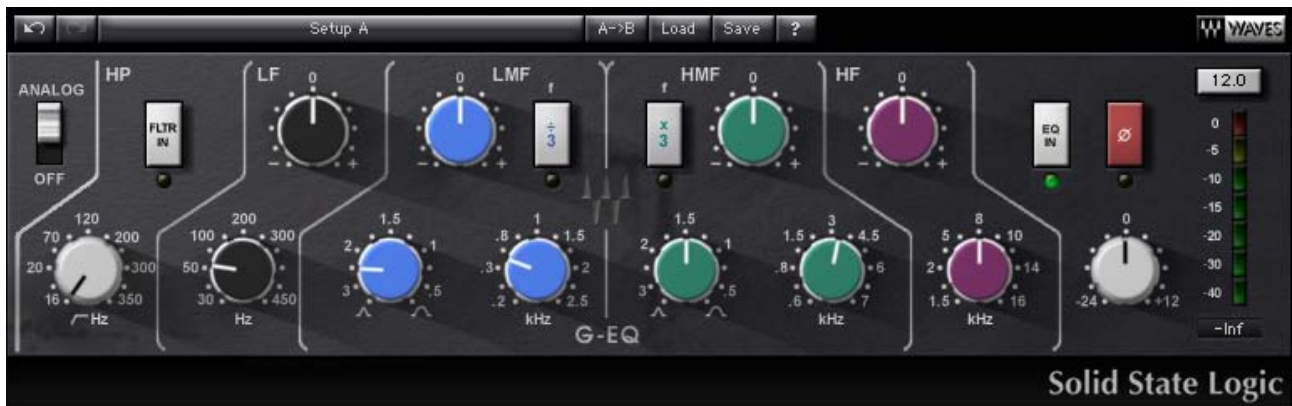 Setup A A->B Load Save ? W WAVES
HP LF LMF HMF HF
ANALOG 0 0 f f 0 0 12.0
FLTR IN
÷ 3
x 3
EQ IN
ø
OFF
- + - + - + - +
0
-5
-10
-15
-20
-30
-40
-Inf
16 20 70 120 200 300 350
Hz
30 50 100 200 300 450
Hz
3 2 1.5 1 .5
.2 .3 .8 1 1.5 2 2.5
kHz
3 2 1.5 1 .5
.6 .8 1.5 3 4.5 6 7
kHz
1.5 2 5 8 10 14 16
kHz
-24 0 +12
G-EQ
Solid State Logic